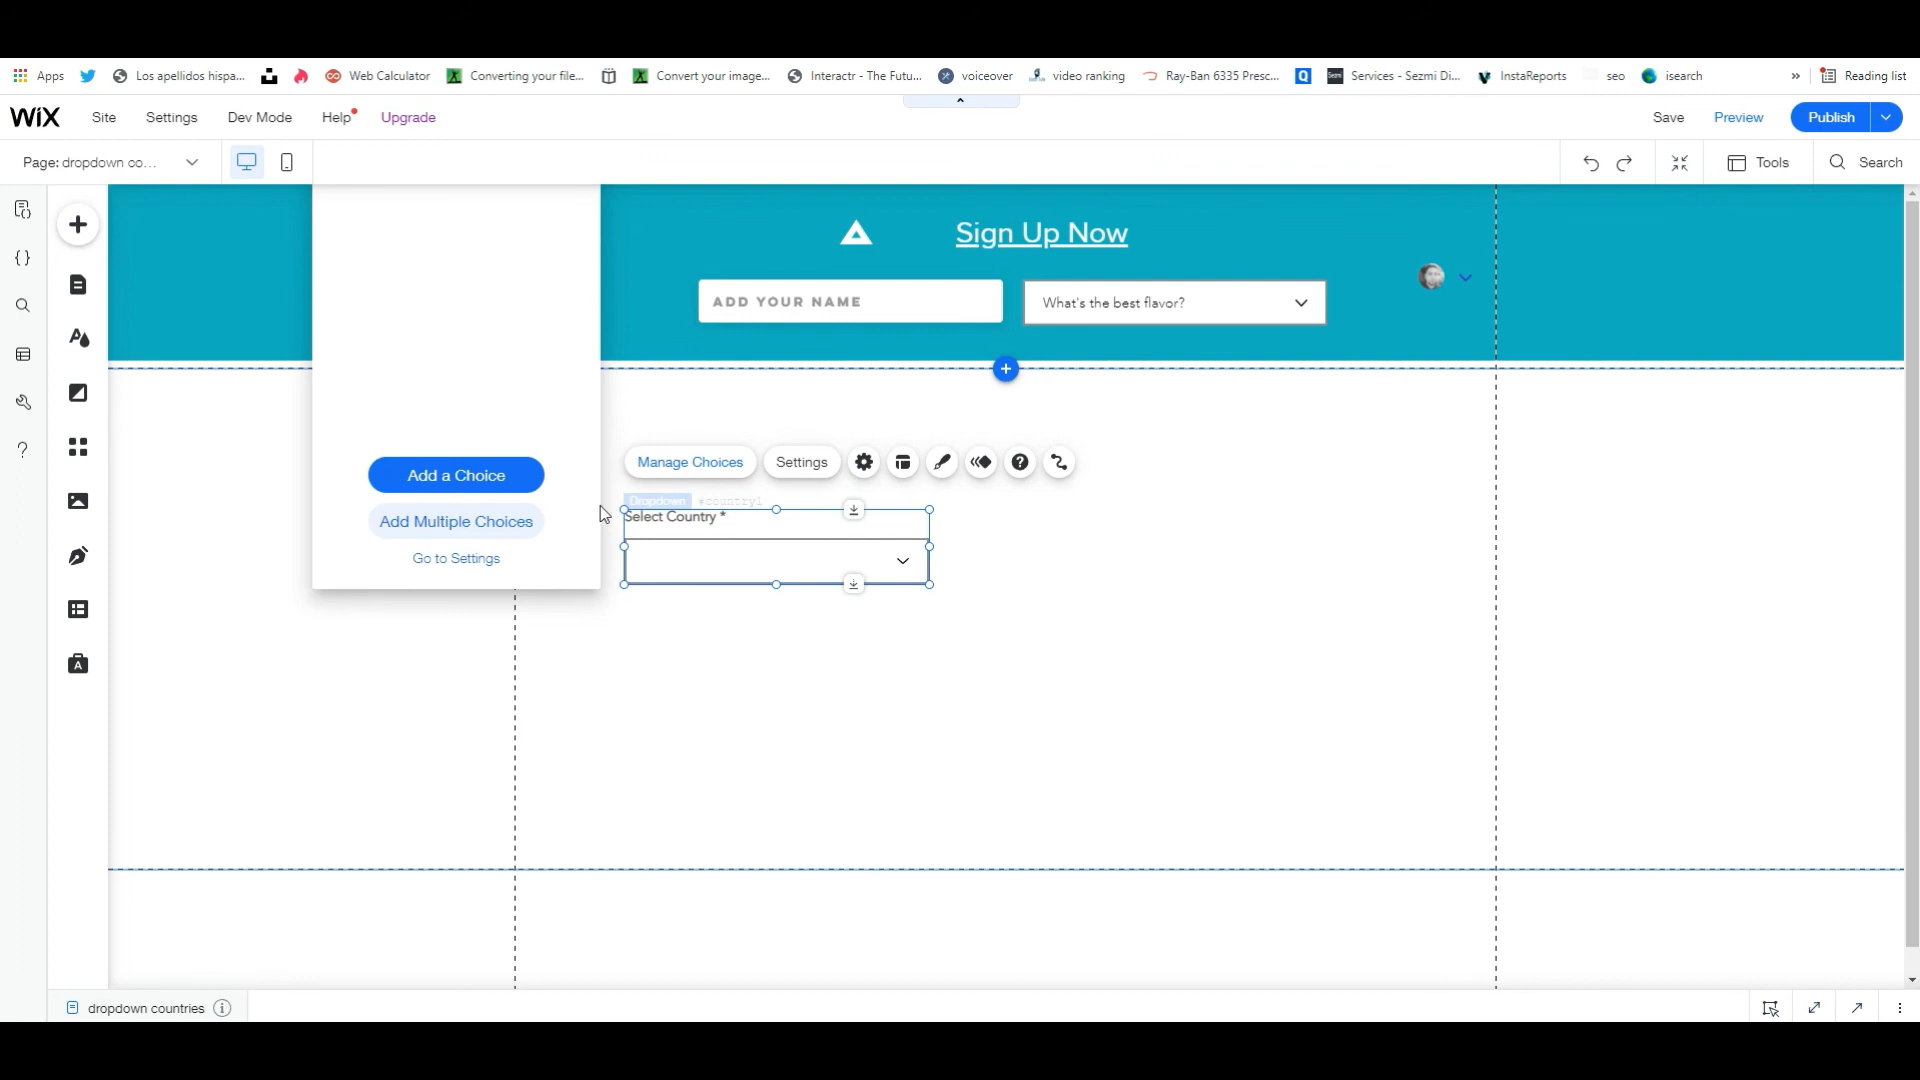 Apps
Los apellidos hispa...
Web Calculator
Converting your file...
Convert your image...
Interactr - The Futu...
voiceover
video ranking
Ray-Ban 6335 Presc...
Q
Services - Sezmi Di...
InstaReports
seo
isearch
»
Reading list
WiX
Site
Settings
Dev Mode
Help
Upgrade
Save
Preview
Publish
Page: dropdown co...
Tools
Search
Sign Up Now
ADD YOUR NAME
What's the best flavor?
Add a Choice
Add Multiple Choices
Go to Settings
Manage Choices
Settings
Dropdown #country1
Select Country *
dropdown countries